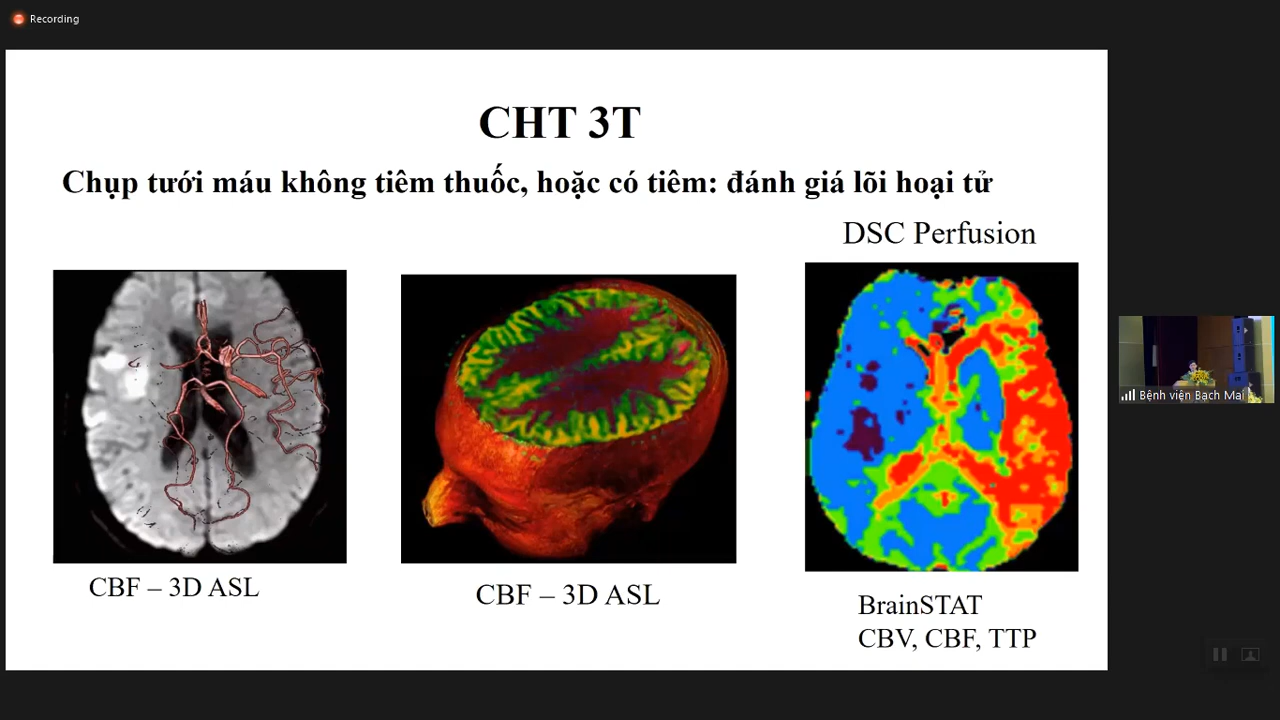 Recording
CHT 3T
Chụp tưới máu không tiêm thuốc, hoặc có tiêm: đánh giá lõi hoại tử
DSC Perfusion
CBF – 3D ASL
CBF – 3D ASL
BrainSTAT
CBV, CBF, TTP
Bệnh viện Bạch Mai